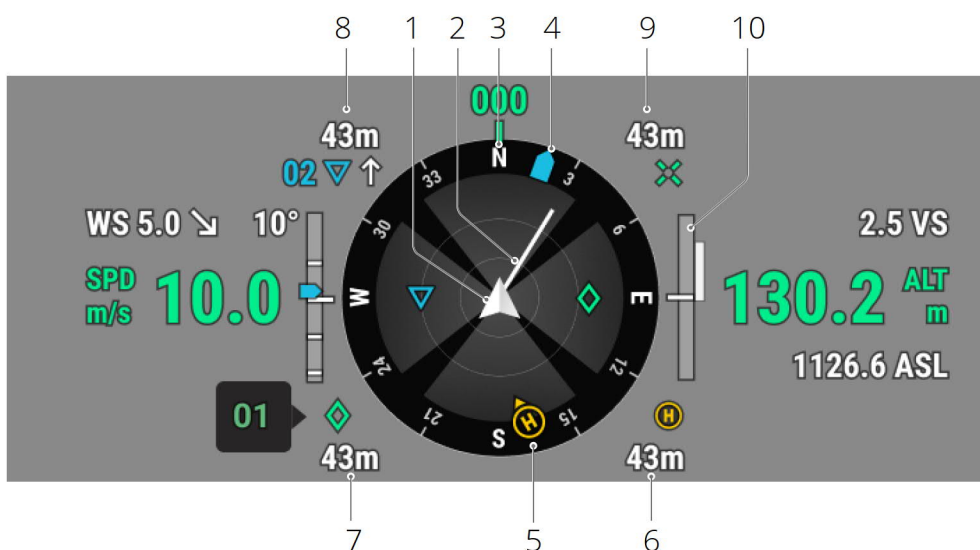 8 1 2 3 4 9 10
000
43m 43m
02
N
33 3
WS 5.0 10° 30 6 2.5 VS
SPD m/s 10.0 W E 130.2 ALT m
24 12 1126.6 ASL
01 21 S H 15 H
43m 43m
7 5 6